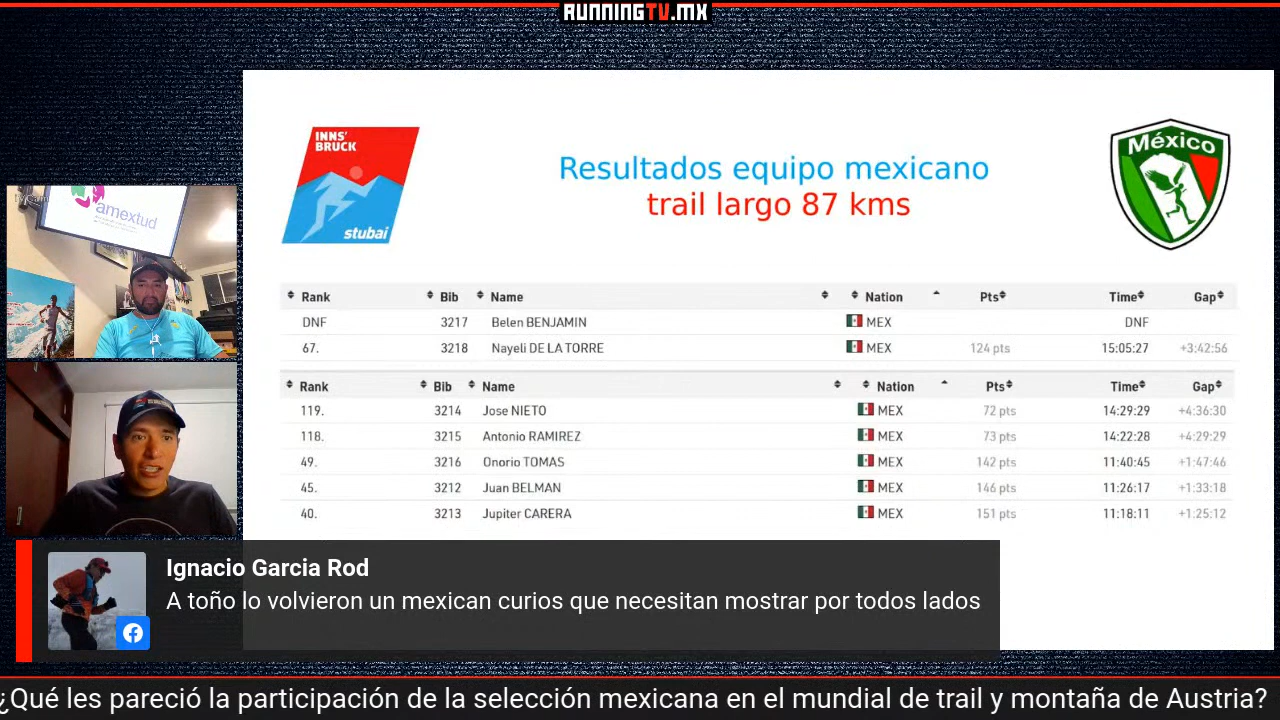 RUNNINGTV.MX
INNS'
BRUCK
stubai
Resultados equipo mexicano
trail largo 87 kms
México
amextud
Rank Bib Name Nation Pts Time Gap
DNF 3217 Belen BENJAMIN MEX DNF
67. 3218 Nayeli DE LA TORRE MEX 124 pts 15:05:27 +3:42:56
Rank Bib Name Nation Pts Time Gap
119. 3214 Jose NIETO MEX 72 pts 14:29:29 +4:36:30
118. 3215 Antonio RAMIREZ MEX 73 pts 14:22:28 +4:29:29
49. 3216 Onorio TOMAS MEX 142 pts 11:40:45 +1:47:46
45. 3212 Juan BELMAN MEX 146 pts 11:26:17 +1:33:18
40. 3213 Jupiter CARERA MEX 151 pts 11:18:11 +1:25:12
Ignacio Garcia Rod
A toño lo volvieron un mexican curios que necesitan mostrar por todos lados
¿Qué les pareció la participación de la selección mexicana en el mundial de trail y montaña de Austria?